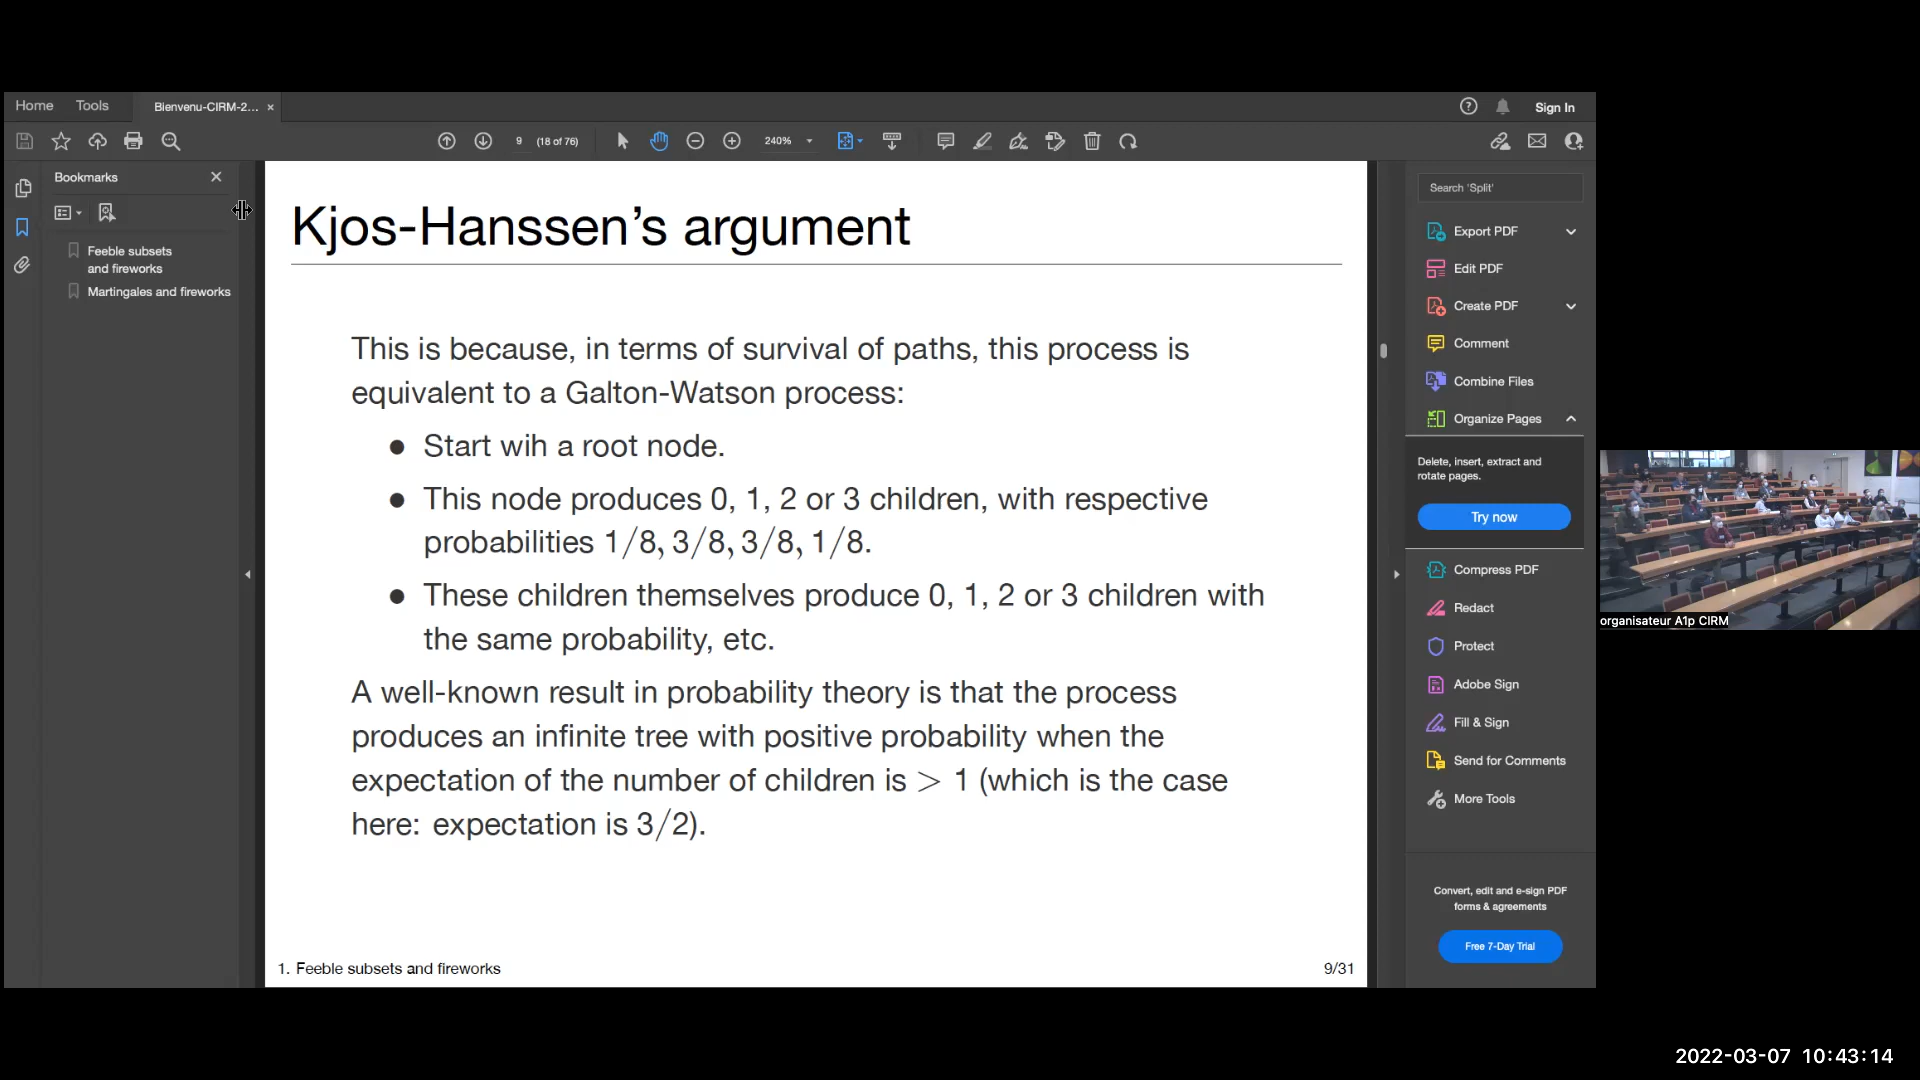 Home
Tools
Bienvenu-CIRM-2...
Sign In
9
(18 of 76)
240%
Bookmarks
Feeble subsets
and fireworks
Martingales and fireworks
Kjos-Hanssen's argument
This is because, in terms of survival of paths, this process is
equivalent to a Galton-Watson process:
● Start wih a root node.
● This node produces 0, 1, 2 or 3 children, with respective
probabilities 1/8, 3/8, 3/8, 1/8.
● These children themselves produce 0, 1, 2 or 3 children with
the same probability, etc.
A well-known result in probability theory is that the process
produces an infinite tree with positive probability when the
expectation of the number of children is > 1 (which is the case
here: expectation is 3/2).
1. Feeble subsets and fireworks
9/31
Search 'Split'
Export PDF
Edit PDF
Create PDF
Comment
Combine Files
Organize Pages
Delete, insert, extract and
rotate pages.
Try now
Compress PDF
Redact
Protect
Adobe Sign
Fill & Sign
Send for Comments
More Tools
Convert, edit and e-sign PDF
forms & agreements
Free 7-Day Trial
organisateur A1p CIRM
2022-03-07 10:43:14